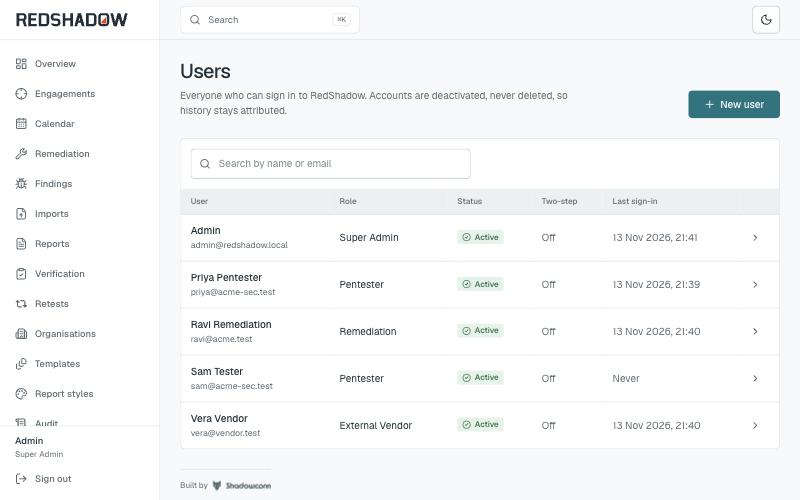 REDSHADOW
Search ⌘K
Overview
Engagements
Calendar
Remediation
Findings
Imports
Reports
Verification
Retests
Organisations
Templates
Report styles
Audit
Admin
Super Admin
Sign out
Users
Everyone who can sign in to RedShadow. Accounts are deactivated, never deleted, so
history stays attributed.
New user
Search by name or email
User Role Status Two-step Last sign-in
Admin
admin@redshadow.local
Super Admin Active Off 13 Nov 2026, 21:41
Priya Pentester
priya@acme-sec.test
Pentester Active Off 13 Nov 2026, 21:39
Ravi Remediation
ravi@acme.test
Remediation Active Off 13 Nov 2026, 21:40
Sam Tester
sam@acme-sec.test
Pentester Active Off Never
Vera Vendor
vera@vendor.test
External Vendor Active Off 13 Nov 2026, 21:40
Built by Shadowconn